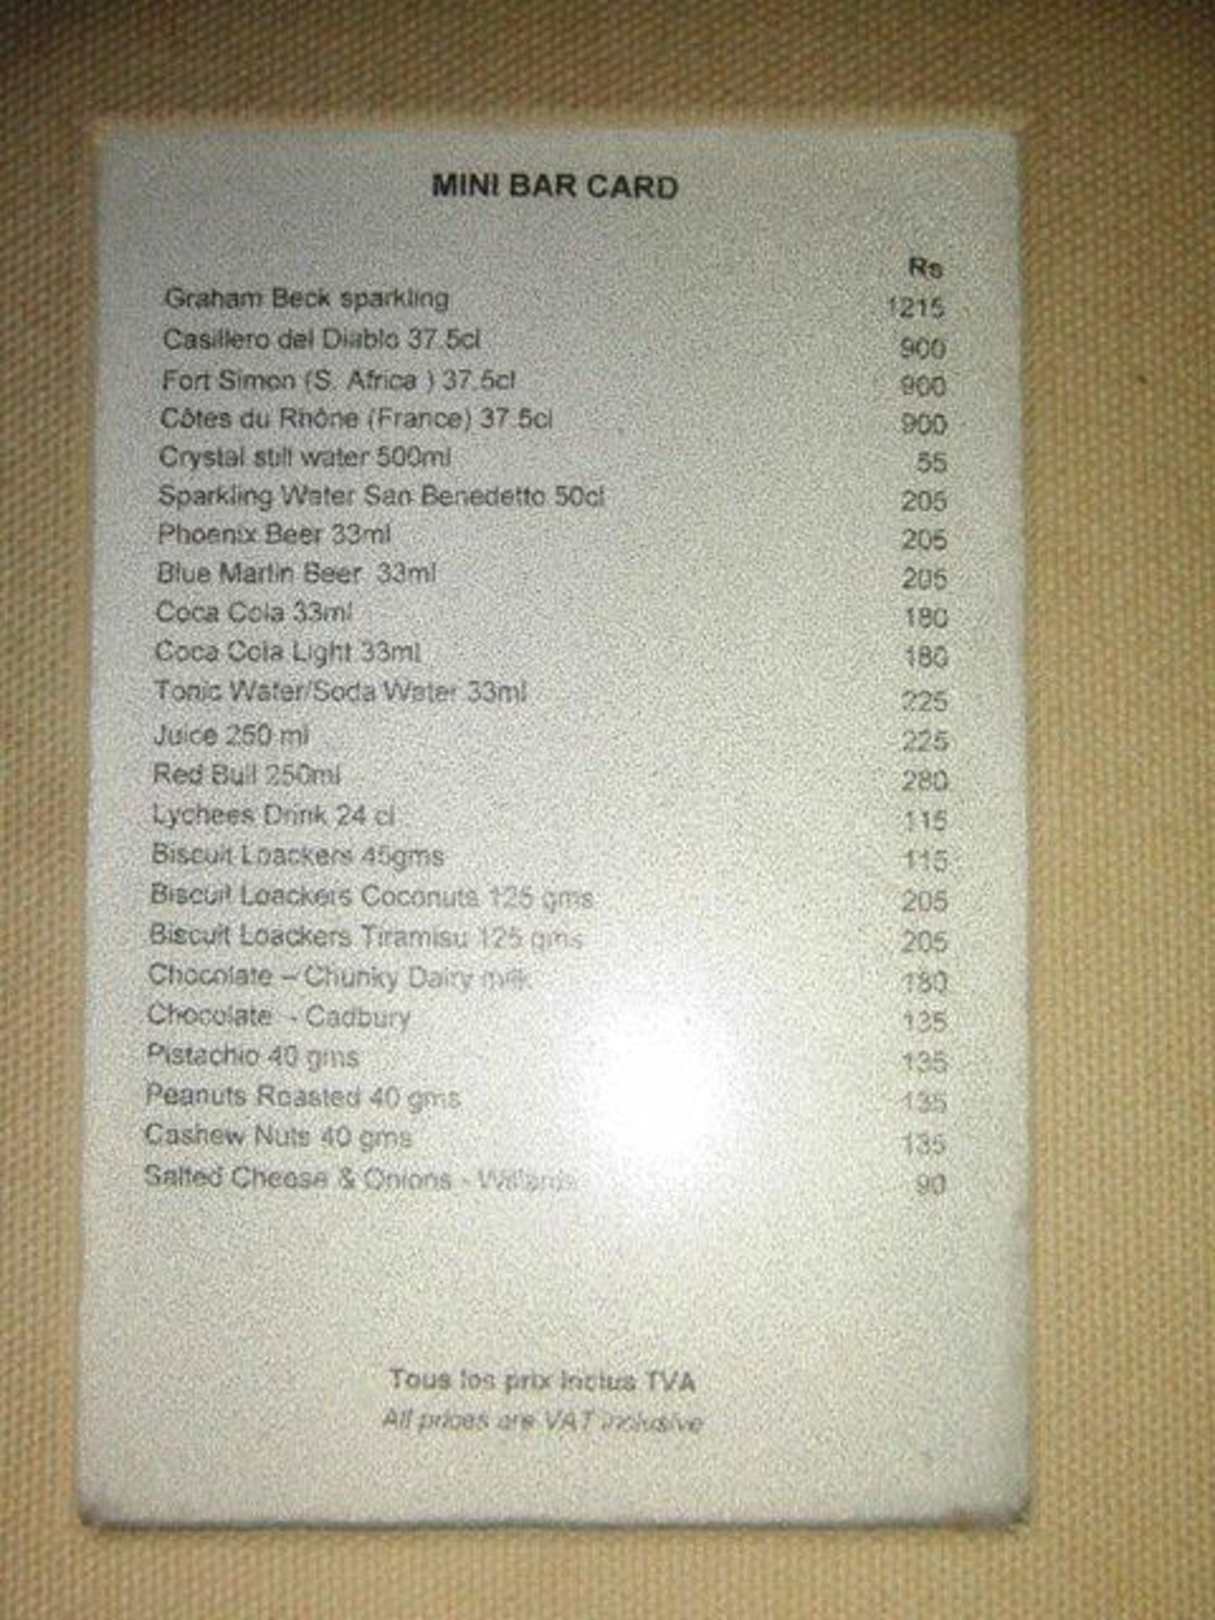 MINI BAR CARD
Rs
Graham Beck sparkling 1215
Casillero del Diablo 37.5cl 900
Fort Simon (S. Africa ) 37.5cl 900
Côtes du Rhône (France) 37.5cl 900
Crystal still water 500ml 55
Sparkling Water San Benedetto 50cl 205
Phoenix Beer 33ml 205
Blue Marlin Beer 33ml 205
Coca Cola 33ml 180
Coca Cola Light 33ml 180
Tonic Water/Soda Water 33ml 225
Juice 250 ml 225
Red Bull 250ml 280
Lychees Drink 24 cl 115
Biscuit Loackers 45gms 115
Biscuit Loackers Coconuts 125 gms 205
Biscuit Loackers Tiramisu 125 gms 205
Chocolate – Chunky Dairy milk 180
Chocolate - Cadbury 135
Pistachio 40 gms 135
Peanuts Roasted 40 gms 135
Cashew Nuts 40 gms 135
Salted Cheese & Onions - 90
Tous les prix inclus TVA
All prices are VAT inclusive